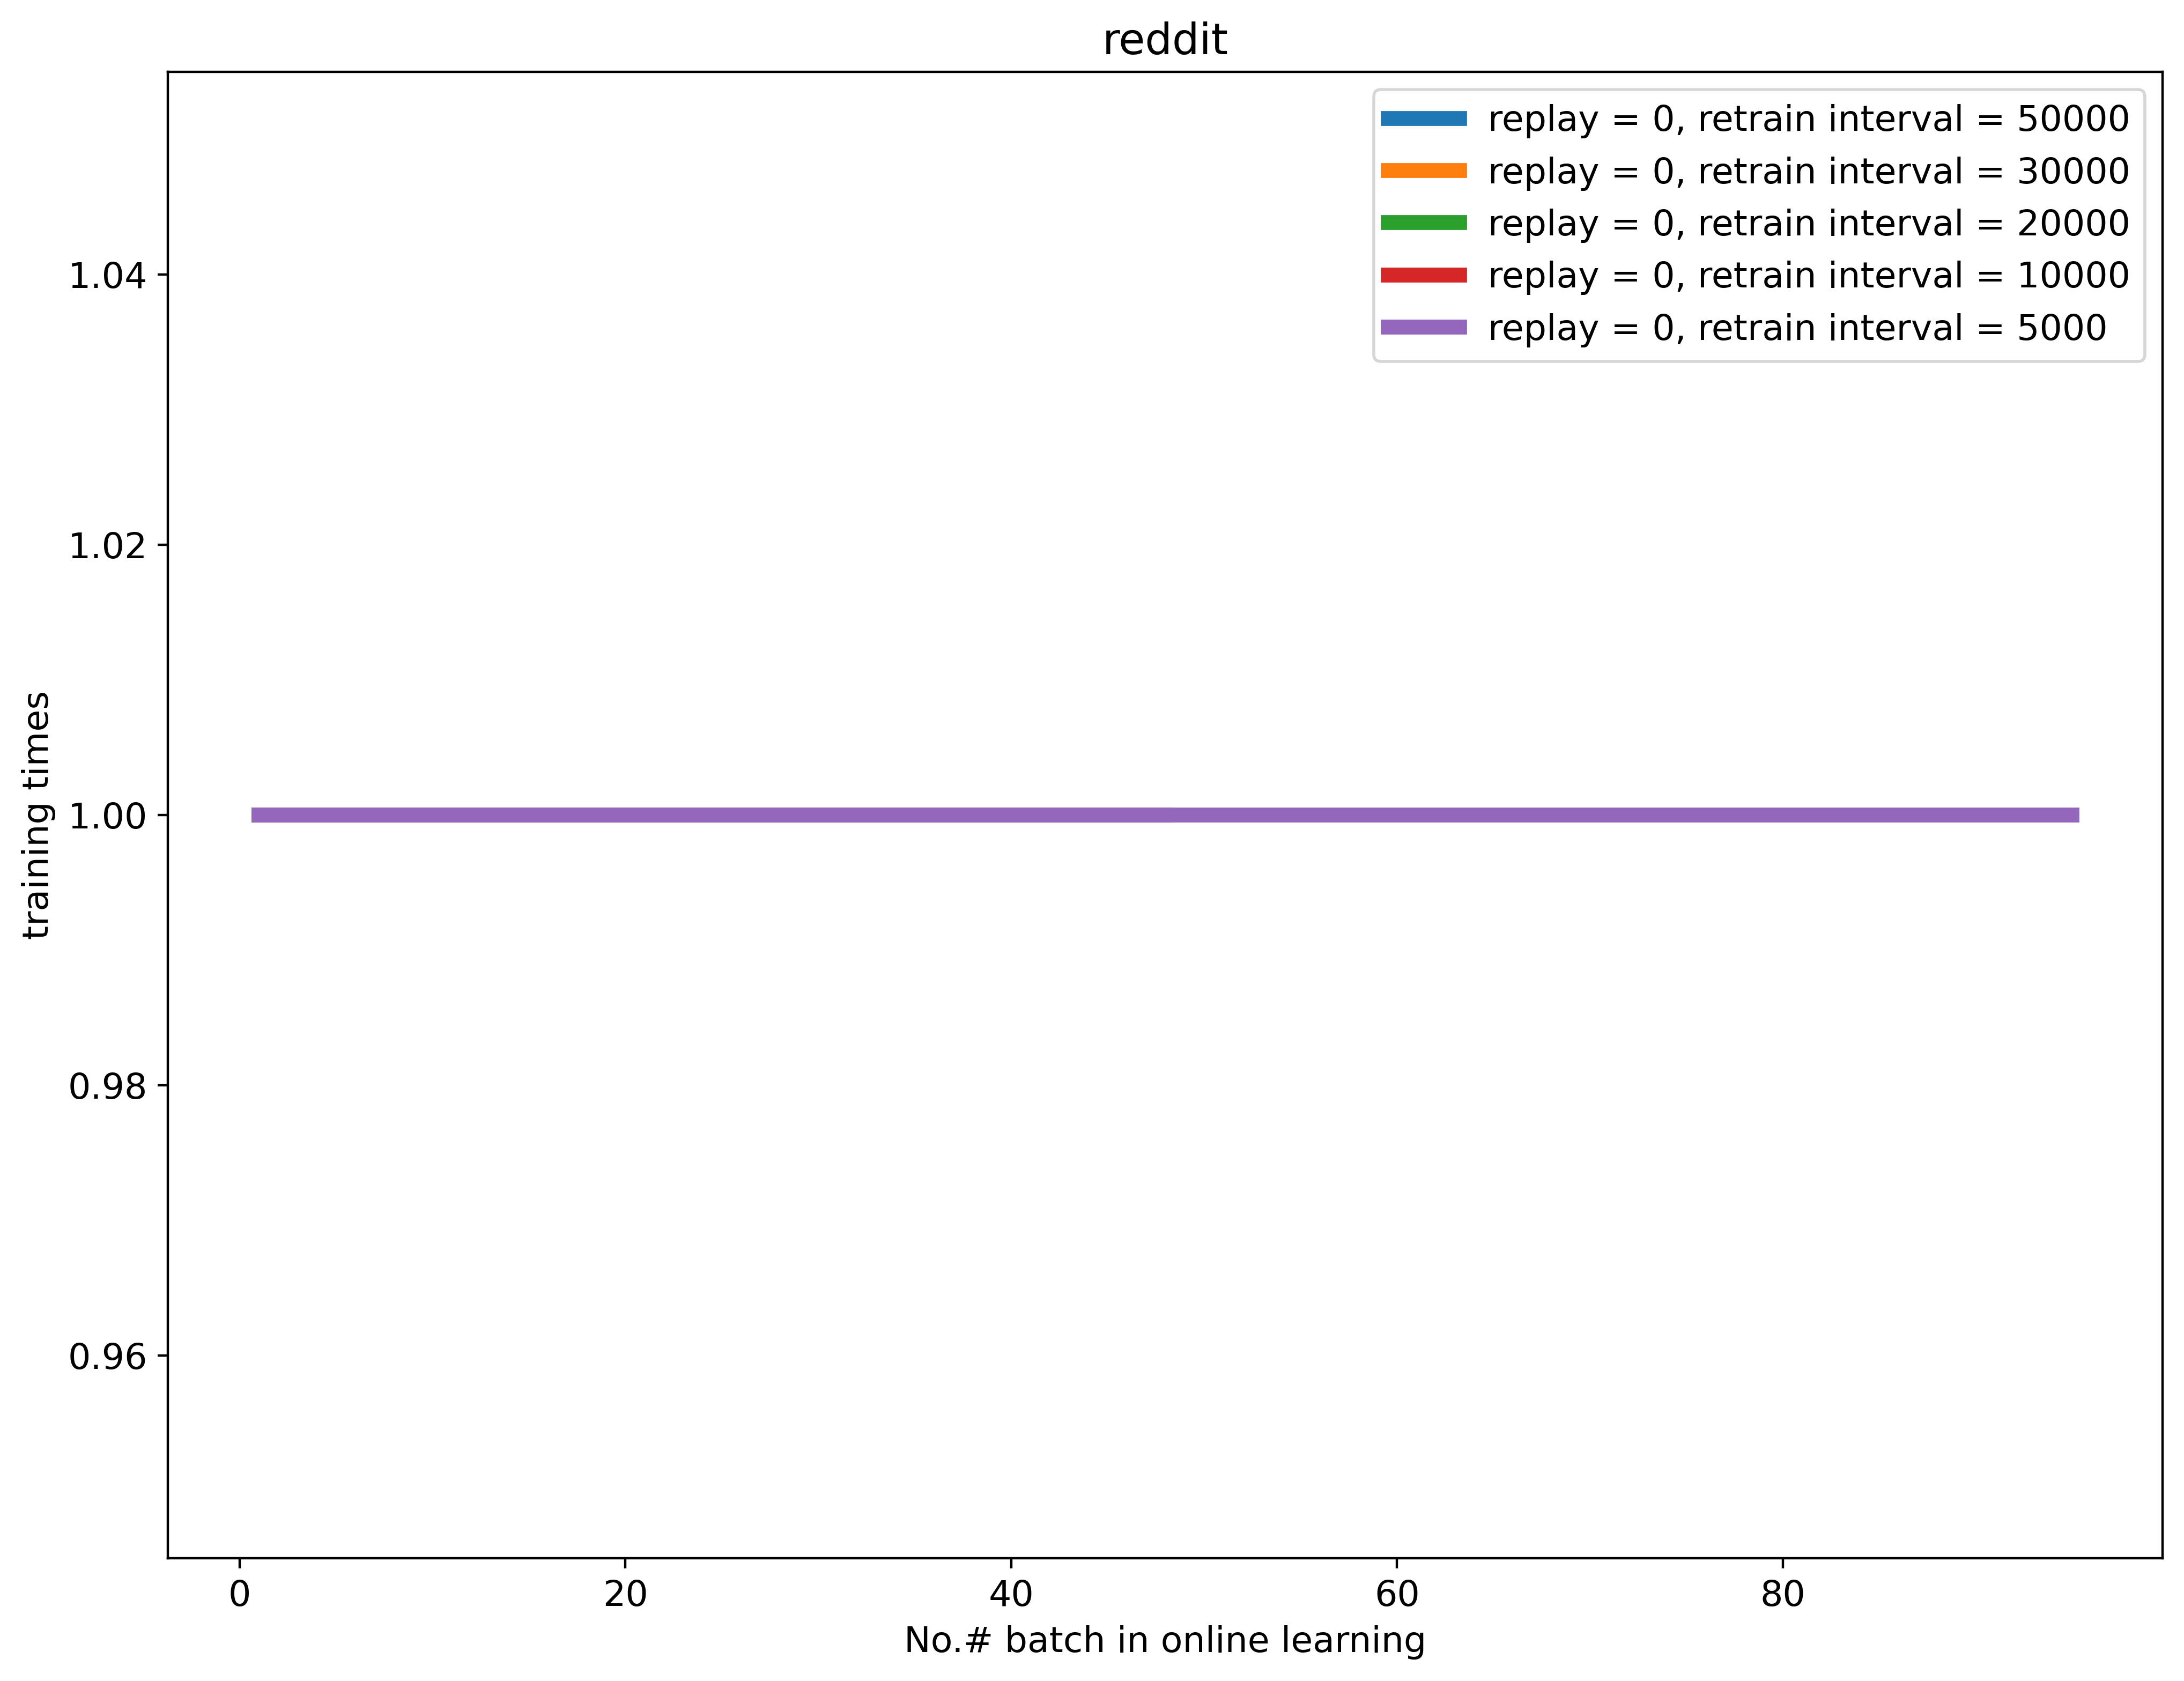 reddit
replay = 0, retrain interval = 50000
replay = 0, retrain interval = 30000
replay = 0, retrain interval = 20000
replay = 0, retrain interval = 10000
replay = 0, retrain interval = 5000
training times
1.04
1.02
1.00
0.98
0.96
0 20 40 60 80
No.# batch in online learning